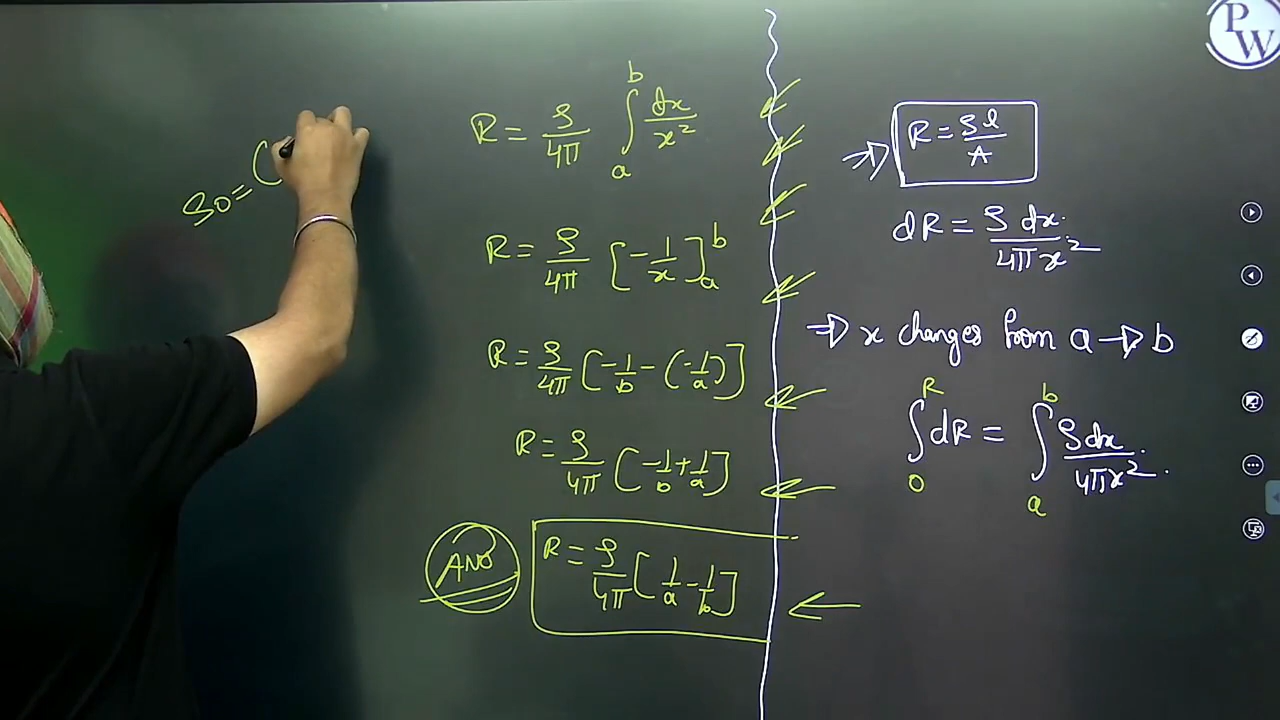 PW
R = ρl/A
dR = ρ dx/4πx²
→ x changes from a → b
∫₀ᴿ dR = ∫ₐᵇ ρdx/4πx²
R = ρ/4π ∫ₐᵇ dx/x²
R = ρ/4π [-1/x]ₐᵇ
R = ρ/4π [-1/b - (-1/a)]
R = ρ/4π [-1/b + 1/a]
ANS
R = ρ/4π [1/a - 1/b]
So = (